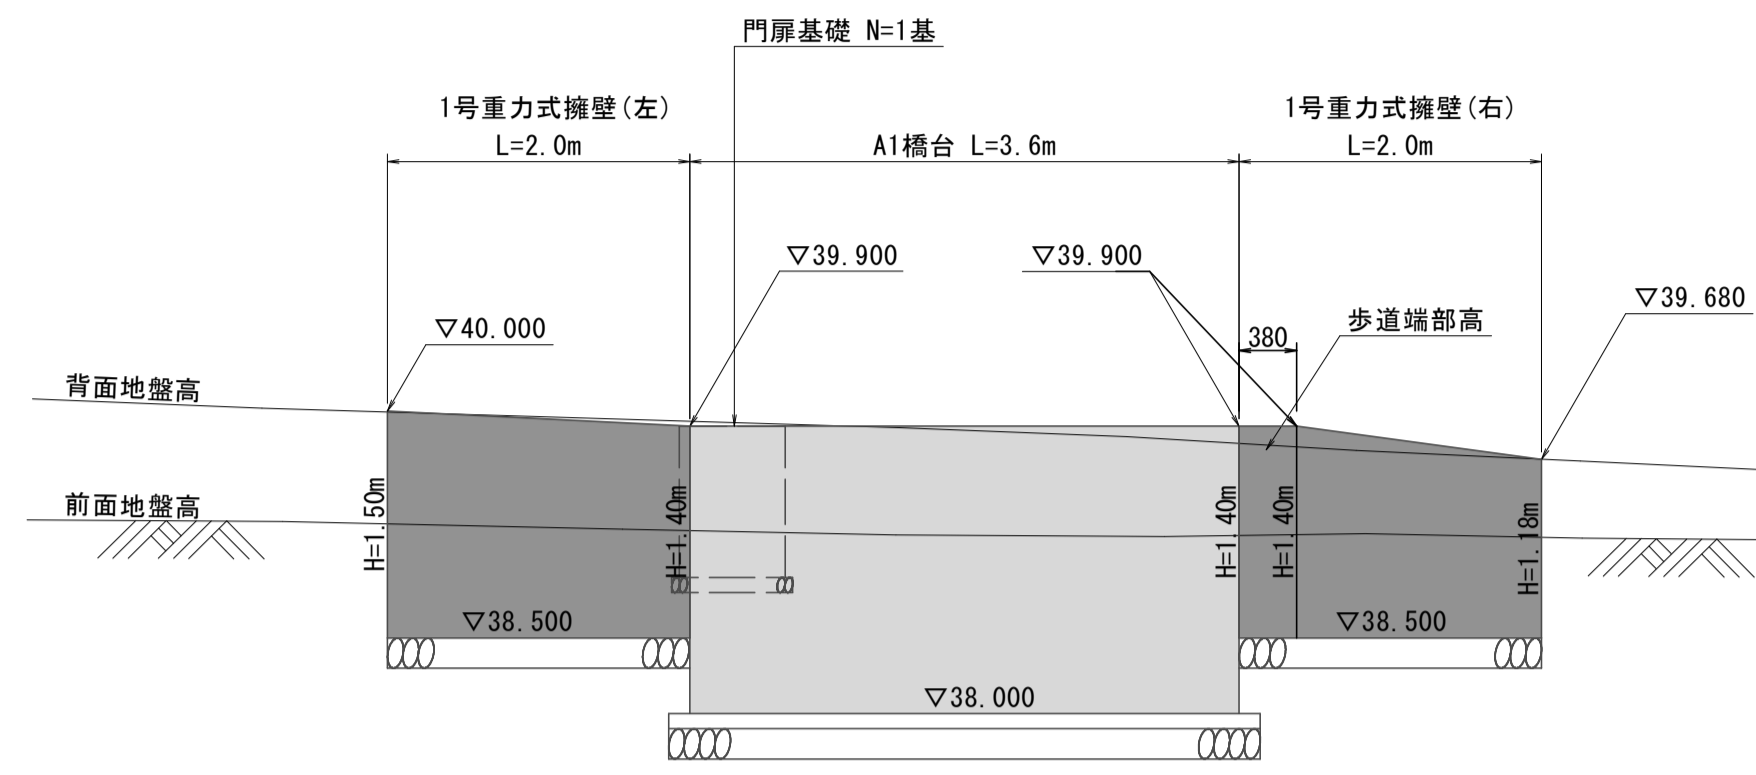 門扉基礎 N=1基
1号重力式擁壁(左)
L=2.0m
A1橋台 L=3.6m
1号重力式擁壁(右)
L=2.0m
▽39.900
▽39.900
▽39.680
▽40.000
歩道端部高
380
背面地盤高
前面地盤高
H=1.50m
H=1.40m
H=1.40m
H=1.40m
H=1.18m
▽38.500
▽38.500
▽38.000